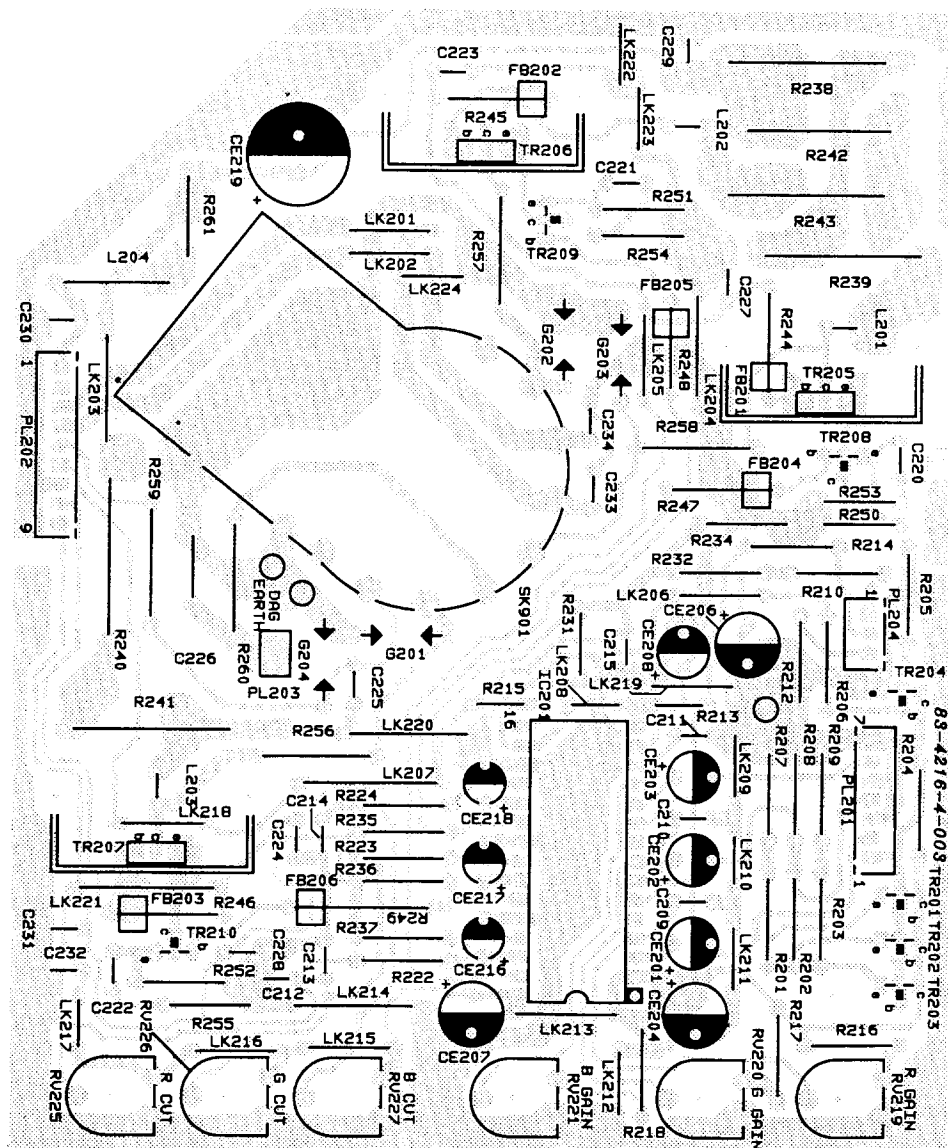 C223
FB202
LK222
C229
R238
R245
b c e
TR206
LK223
L202
R242
CE219
+
C221
R251
R243
R261
LK201
e
c
b
TR209
R254
L204
LK202
LK224
R257
R239
C230
FB205
C227
R244
L201
1
LK203
G202
G203
LK205
R248
LK204
FB201
TR205
b c e
PL202
R258
TR208
b
e
c
C220
C234
R259
FB204
C233
R253
9
R247
R250
R234
R214
R232
R210
R205
DAG
EARTH
SK901
LK206
CE206
1
PL204
R240
C226
R260
G204
G201
R231
C215
CE208
+
R212
TR204
PL203
C225
LK208
LK219
R206
c
e
b
R241
R215
16
IC201
C211
R213
R256
LK220
7
R204
83-4216-4-003
L203
LK207
CE203
+
LK209
R207
R208
R209
PL201
LK218
C214
R224
CE218
+
C210
TR207
b c e
C224
R235
R223
CE202
+
LK210
1
FB206
R236
CE217
+
C209
LK221
FB203
R246
R249
R203
TR201
c
e
b
C231
TR210
c
b
e
R237
CE201
+
LK211
TR202
c
e
b
C232
R252
C228
C213
R222
CE216
+
R201
R202
TR203
c
e
b
C222
C212
LK214
+
CE204
+
R217
LK217
RV226
R255
LK213
R216
LK216
LK215
CE207
RV225
R CUT
G CUT
B CUT
RV227
B GAIN
RV221
LK212
R218
RV220 G GAIN
R GAIN
RV219